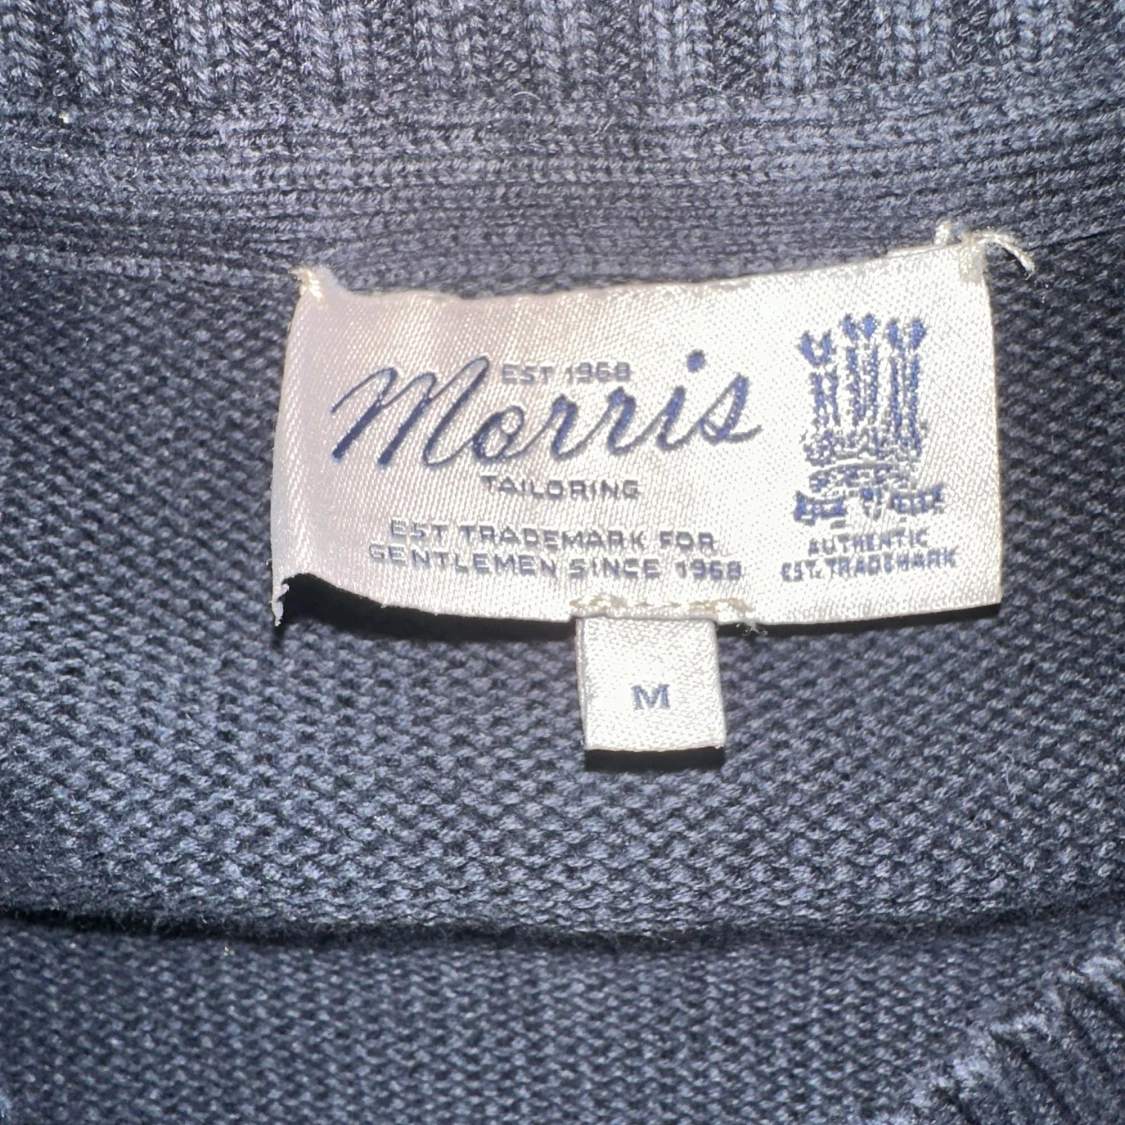 EST 1968
Morris
TAILORING
EST TRADEMARK FOR
GENTLEMEN SINCE 1968
AUTHENTIC
EST. TRADEMARK
M